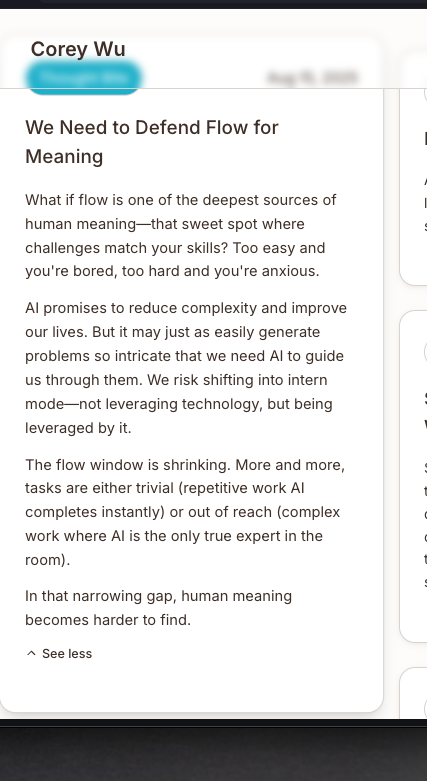 Corey Wu
Thought Bite
Aug 15, 2025
We Need to Defend Flow for
Meaning
What if flow is one of the deepest sources of
human meaning—that sweet spot where
challenges match your skills? Too easy and
you're bored, too hard and you're anxious.
AI promises to reduce complexity and improve
our lives. But it may just as easily generate
problems so intricate that we need AI to guide
us through them. We risk shifting into intern
mode—not leveraging technology, but being
leveraged by it.
The flow window is shrinking. More and more,
tasks are either trivial (repetitive work AI
completes instantly) or out of reach (complex
work where AI is the only true expert in the
room).
In that narrowing gap, human meaning
becomes harder to find.
See less